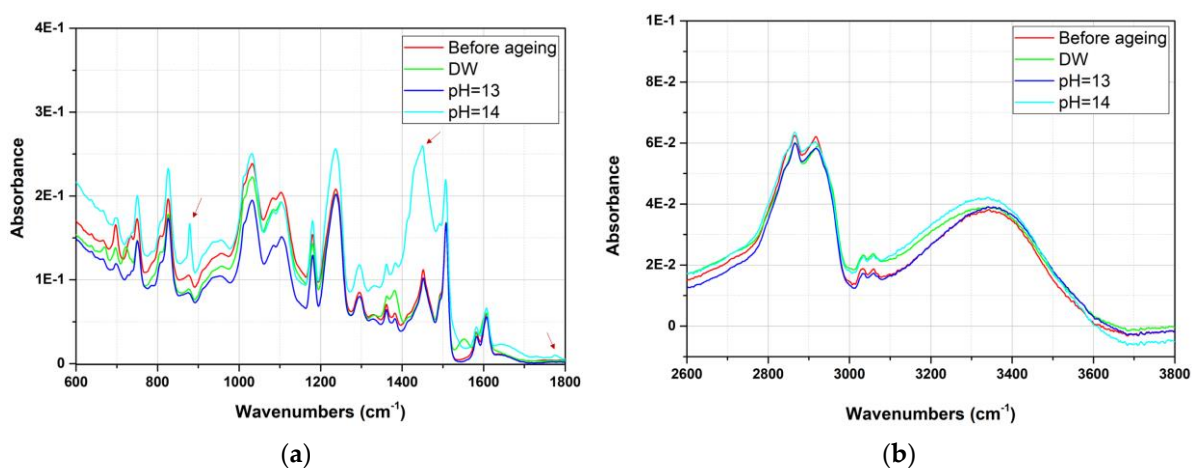 4E-1
3E-1
2E-1
1E-1
0
Absorbance
600 800 1000 1200 1400 1600 1800
Wavenumbers (cm⁻¹)
Before ageing
DW
pH=13
pH=14
(a)
1E-1
8E-2
6E-2
4E-2
2E-2
0
Absorbance
2600 2800 3000 3200 3400 3600 3800
Wavenumbers (cm⁻¹)
Before ageing
DW
pH=13
pH=14
(b)